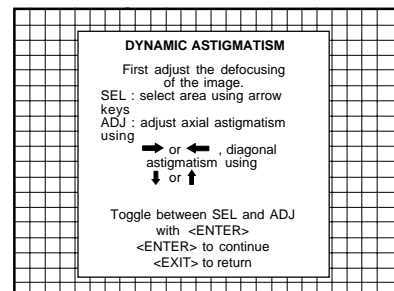 DYNAMIC ASTIGMATISM
First adjust the defocusing
of the image.
SEL : select area using arrow
keys
ADJ : adjust axial astigmatism
using
➡ or ⬅ , diagonal
astigmatism using
⬇ or ⬆
Toggle between SEL and ADJ
with <ENTER>
<ENTER> to continue
<EXIT> to return